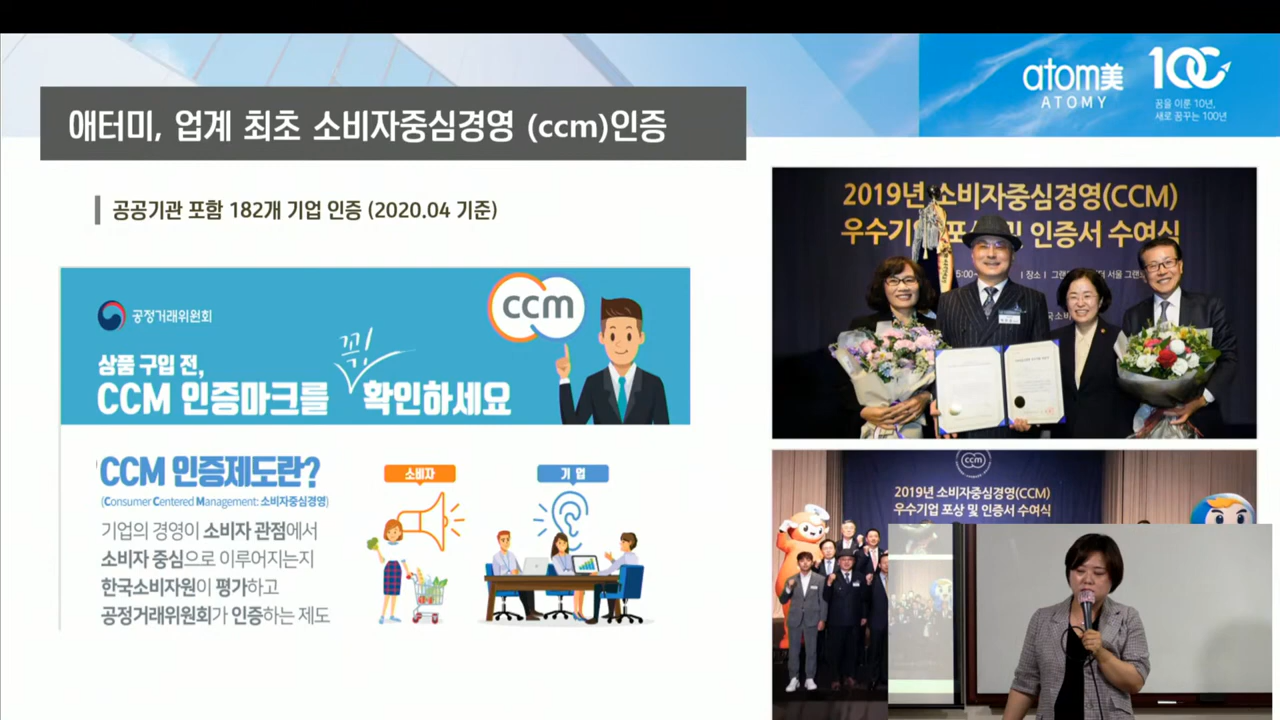 애터미, 업계 최초 소비자중심경영 (ccm)인증
atom美
ATOMY
100
꿈을 이룬 10년,
새로 꿈꾸는 100년
공공기관 포함 182개 기업 인증 (2020.04 기준)
공정거래위원회
ccm
상품 구입 전,
꼭!
CCM 인증마크를 확인하세요
CCM 인증제도란?
(Consumer Centered Management: 소비자중심경영)
기업의 경영이 소비자 관점에서
소비자 중심으로 이루어지는지
한국소비자원이 평가하고
공정거래위원회가 인증하는 제도
소비자
기 업
2019년 소비자중심경영(CCM)
우수기업 포상 및 인증서 수여식
장소
서울
ccm
2019년 소비자중심경영(CCM)
우수기업 포상 및 인증서 수여식